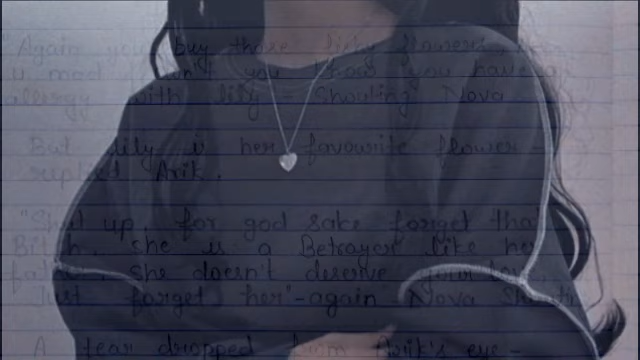 "Again you buy these lily flowers
u mad don't you know you have
allergy with lily - Shouting Nova
But lily is her favourite flower -
replied Arik.
"Shut up, for god sake forget that
Bitch. she is a Betrayer like her
father. she doesn't deserve your love.
Just forget her"-again Nova Shouts
A tear dropped from Arik's eye-